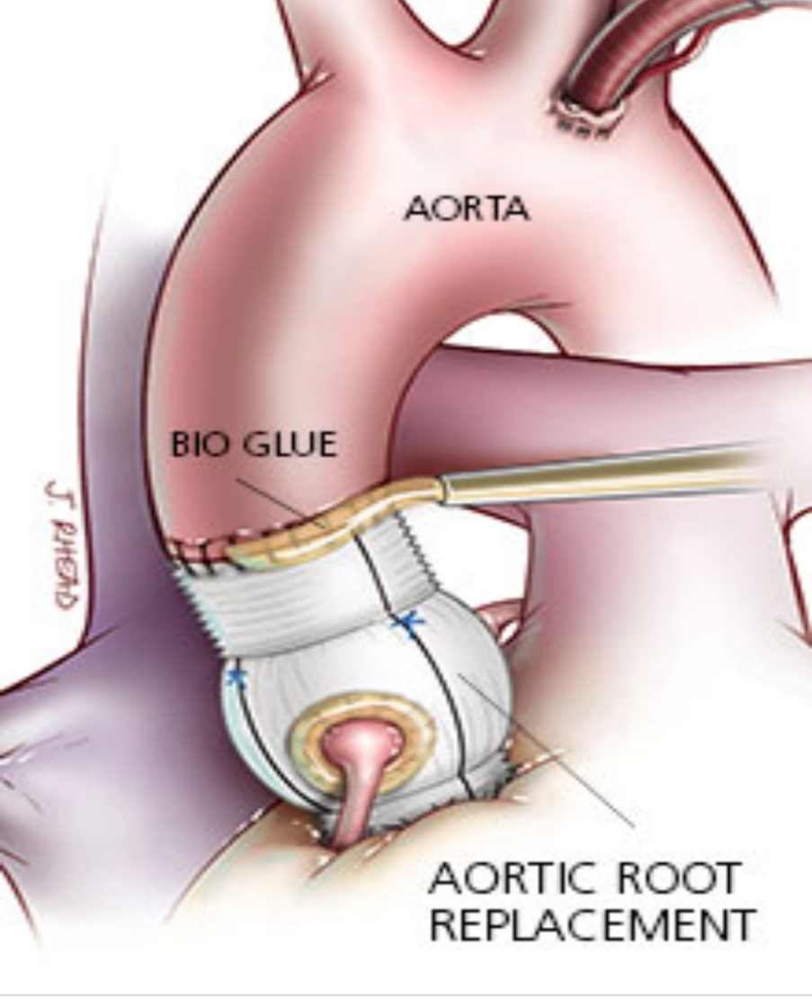 AORTA
BIO GLUE
J. RHEAD
AORTIC ROOT
REPLACEMENT